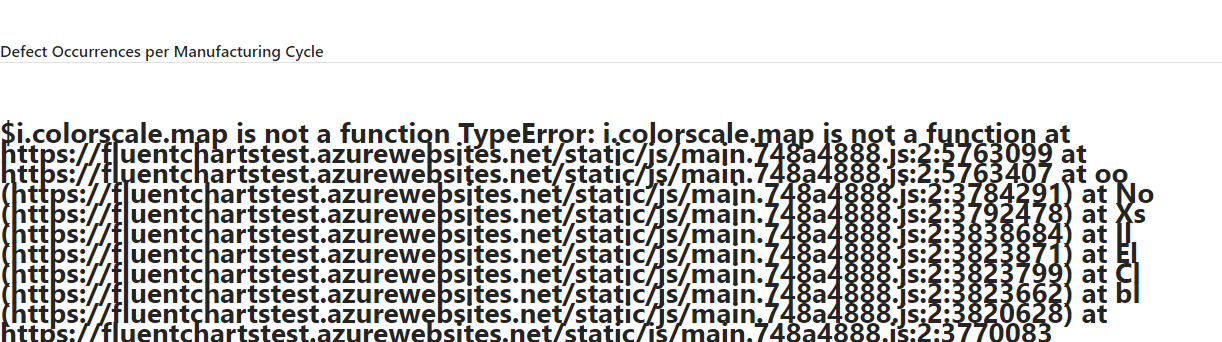 Defect Occurrences per Manufacturing Cycle
$i.colorscale.map is not a function TypeError: i.colorscale.map is not a function at
https://fluentchartstest.azurewebsites.net/static/js/main.748a4888.js:2:5763099 at
https://fluentchartstest.azurewebsites.net/static/js/main.748a4888.js:2:5763407 at oo
(https://fluentchartstest.azurewebsites.net/static/js/main.748a4888.js:2:3784291) at No
(https://fluentchartstest.azurewebsites.net/static/js/main.748a4888.js:2:3792478) at Xs
(https://fluentchartstest.azurewebsites.net/static/js/main.748a4888.js:2:3838684) at Il
(https://fluentchartstest.azurewebsites.net/static/js/main.748a4888.js:2:3823871) at El
(https://fluentchartstest.azurewebsites.net/static/js/main.748a4888.js:2:3823799) at Cl
(https://fluentchartstest.azurewebsites.net/static/js/main.748a4888.js:2:3823662) at bl
(https://fluentchartstest.azurewebsites.net/static/js/main.748a4888.js:2:3820628) at
https://fluentchartstest.azurewebsites.net/static/js/main.748a4888.js:2:3770083